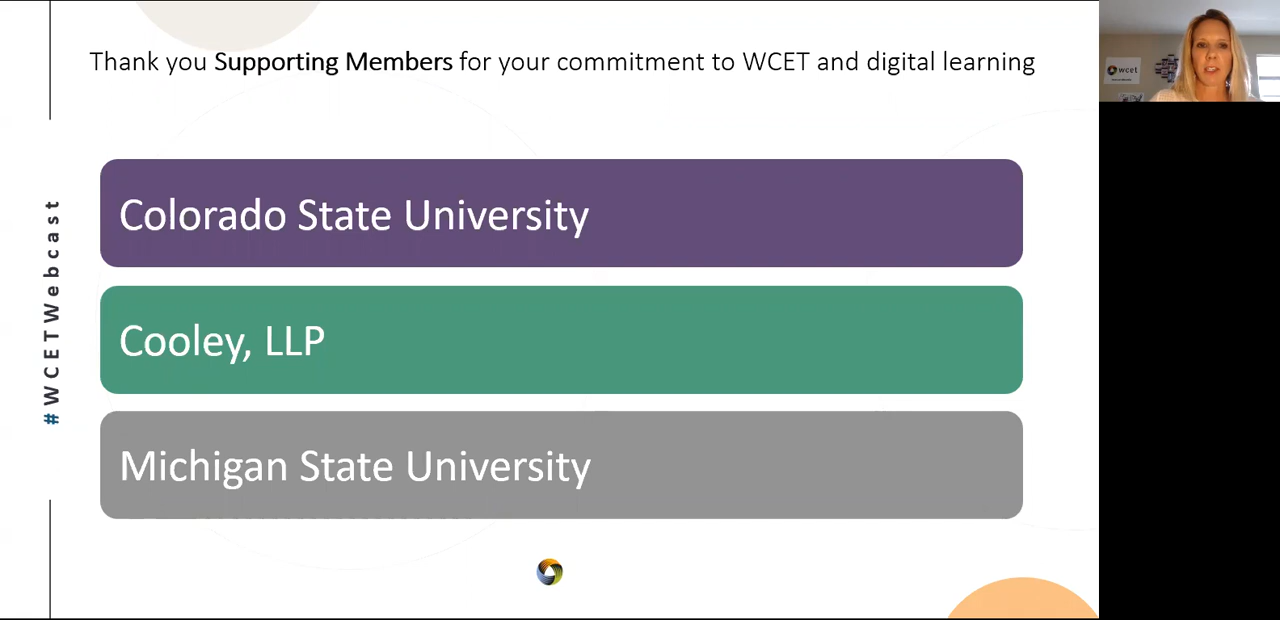 Thank you Supporting Members for your commitment to WCET and digital learning
wcet
#WCETWebcast
Colorado State University
Cooley, LLP
Michigan State University